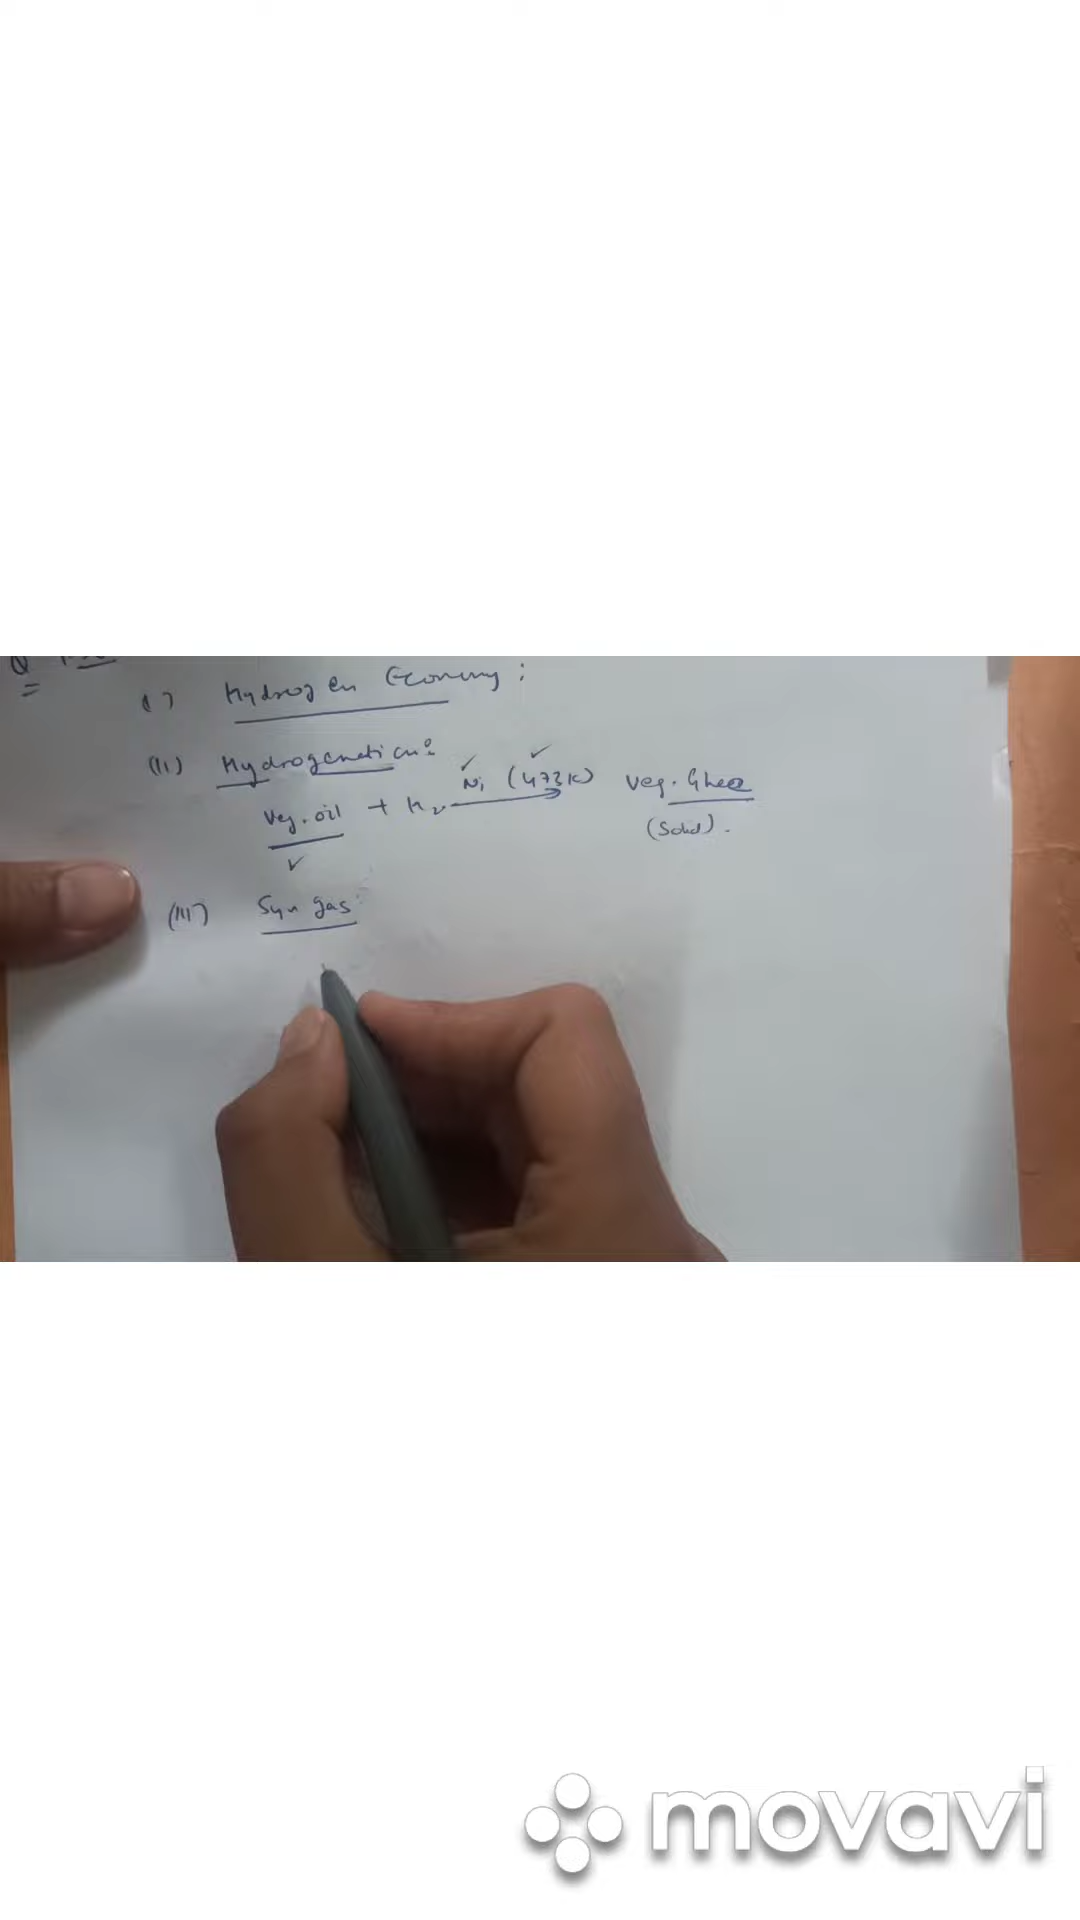 (I) Hydrogen Economy :
(II) Hydrogenation :
Veg. oil + H2 Ni (473K) Veg. Ghee
(Solid).
(III) Syn gas :
movavi